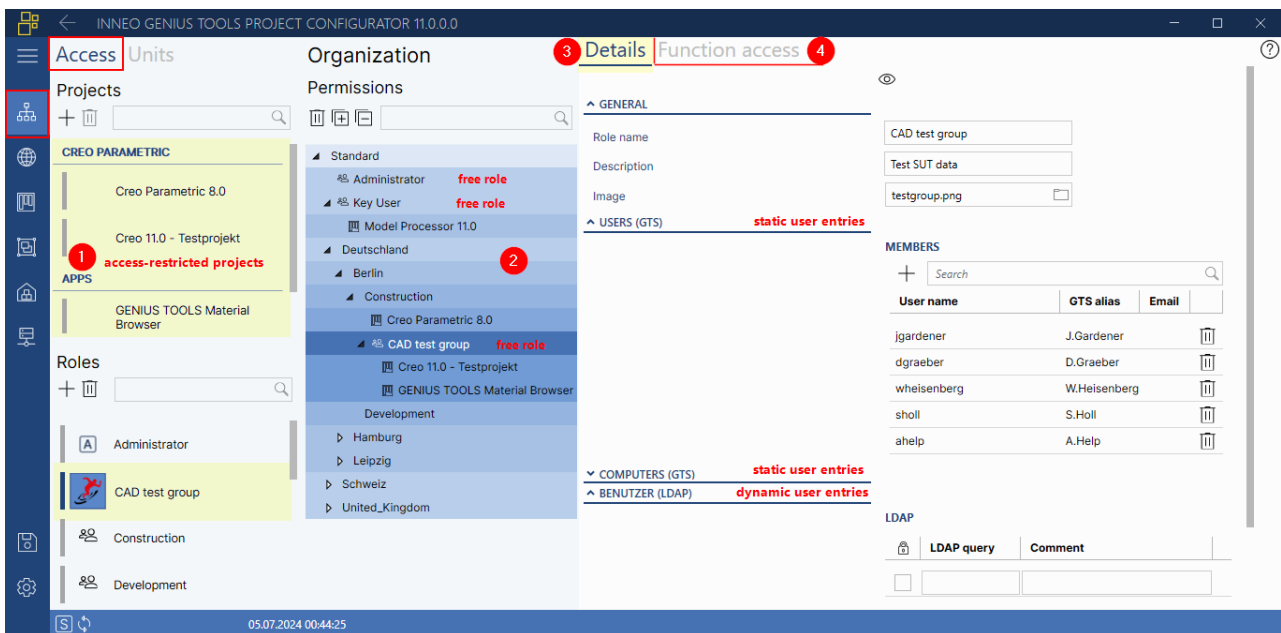 INNEO GENIUS TOOLS PROJECT CONFIGURATOR 11.0.0.0
Access Units
Projects
CREO PARAMETRIC
Creo Parametric 8.0
Creo 11.0 - Testprojekt
1
access-restricted projects
APPS
GENIUS TOOLS Material
Browser
Roles
A Administrator
CAD test group
Construction
Development
Organization
Permissions
Standard
Administrator free role
Key User free role
Model Processor 11.0
Deutschland
2
Berlin
Construction
Creo Parametric 8.0
CAD test group free role
Creo 11.0 - Testprojekt
GENIUS TOOLS Material Browser
Development
Hamburg
Leipzig
Schweiz
United_Kingdom
3 Details Function access 4
?
GENERAL
Role name CAD test group
Description Test SUT data
Image testgroup.png
USERS (GTS) static user entries
MEMBERS
Search
User name GTS alias Email
jgardener J.Gardener
dgraeber D.Graeber
wheisenberg W.Heisenberg
sholl S.Holl
ahelp A.Help
COMPUTERS (GTS) static user entries
BENUTZER (LDAP) dynamic user entries
LDAP
LDAP query Comment
S 05.07.2024 00:44:25